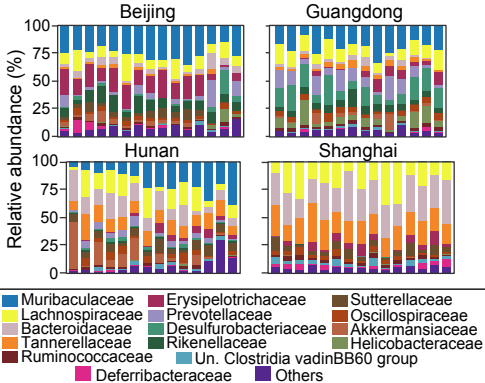 Beijing Guangdong
Relative abundance (%)
100
75
50
25
0
Hunan Shanghai
100
75
50
25
0
Muribaculaceae Erysipelotrichaceae Sutterellaceae
Lachnospiraceae Prevotellaceae Oscillospiraceae
Bacteroidaceae Desulfurobacteriaceae Akkermansiaceae
Tannerellaceae Rikenellaceae Helicobacteraceae
Ruminococcaceae Un. Clostridia vadinBB60 group
Deferribacteraceae Others